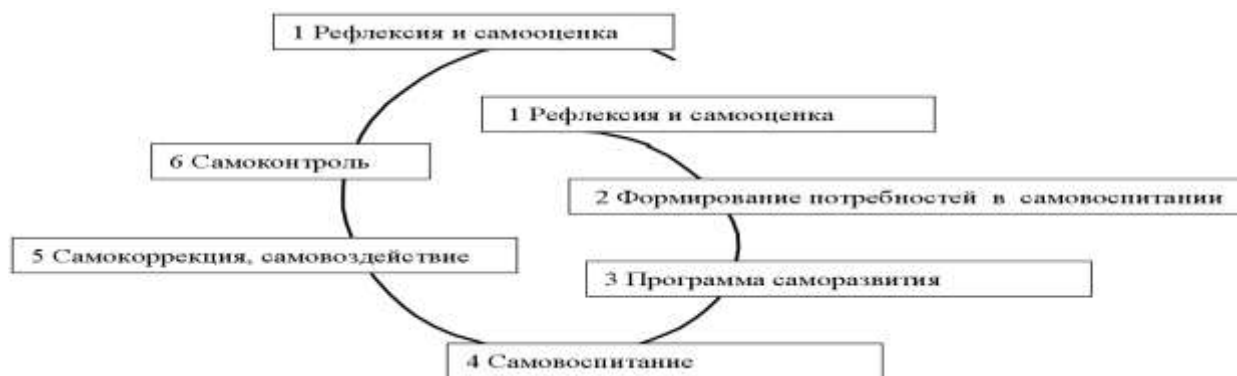 1 Рефлексия и самооценка
1 Рефлексия и самооценка
6 Самоконтроль
2 Формирование потребностей в самовоспитании
5 Самокоррекция, самовоздействие
3 Программа саморазвития
4 Самовоспитание